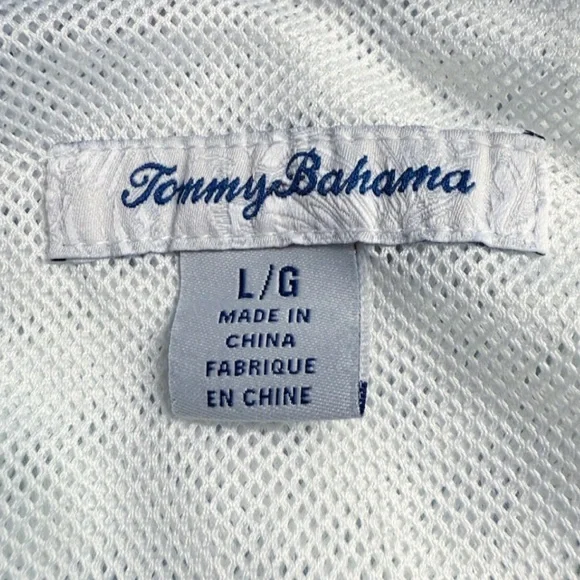 Tommy Bahama
L/G
MADE IN
CHINA
FABRIQUE
EN CHINE